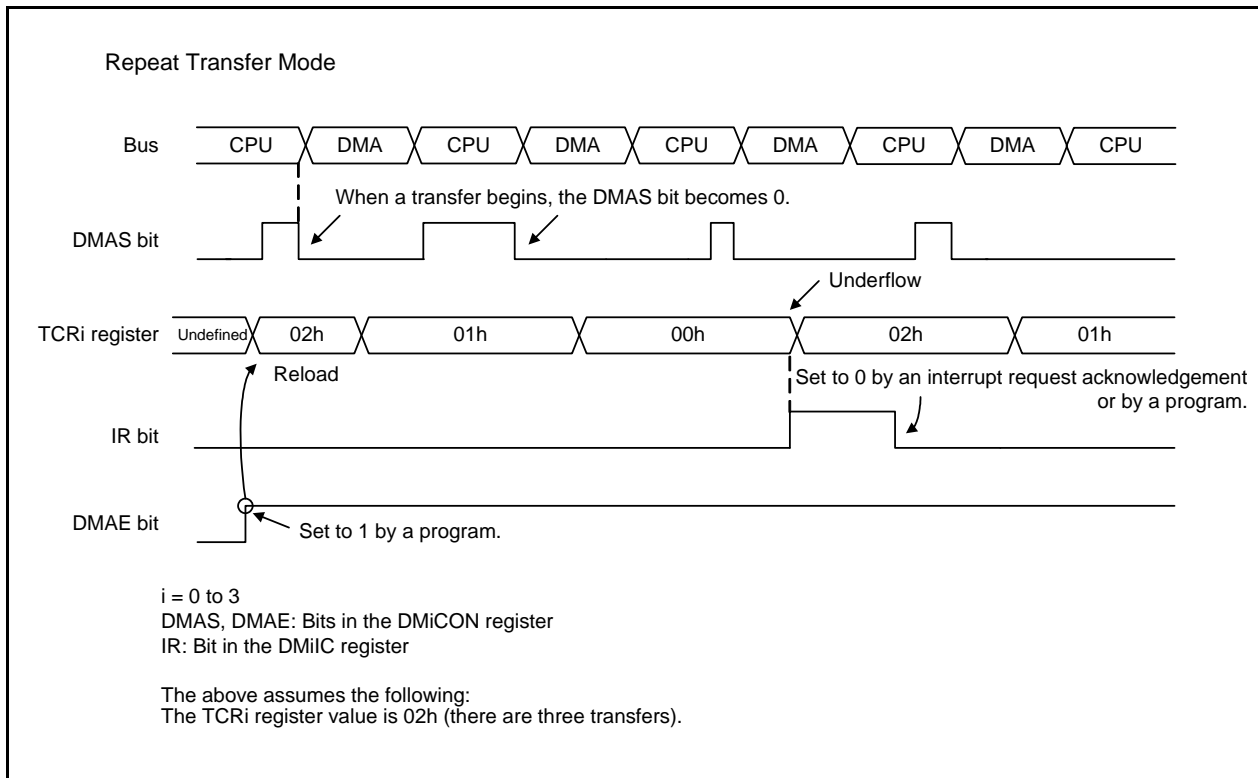 Repeat Transfer Mode
Bus CPU DMA CPU DMA CPU DMA CPU DMA CPU
When a transfer begins, the DMAS bit becomes 0.
DMAS bit
Underflow
TCRi register Undefined 02h 01h 00h 02h 01h
Reload
Set to 0 by an interrupt request acknowledgement
or by a program.
IR bit
DMAE bit
Set to 1 by a program.
i = 0 to 3
DMAS, DMAE: Bits in the DMiCON register
IR: Bit in the DMiIC register
The above assumes the following:
The TCRi register value is 02h (there are three transfers).